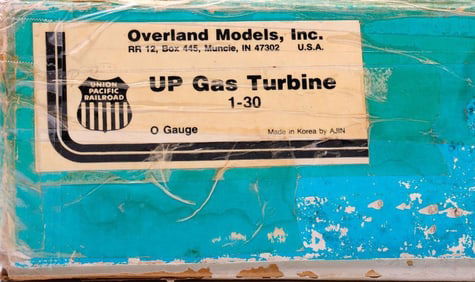 Overland Models, Inc.
RR 12, Box 445, Muncie, IN 47302 U.S.A.
UNION
PACIFIC
RAILROAD
UP Gas Turbine
1-30
O Gauge
Made in Korea by AJIN